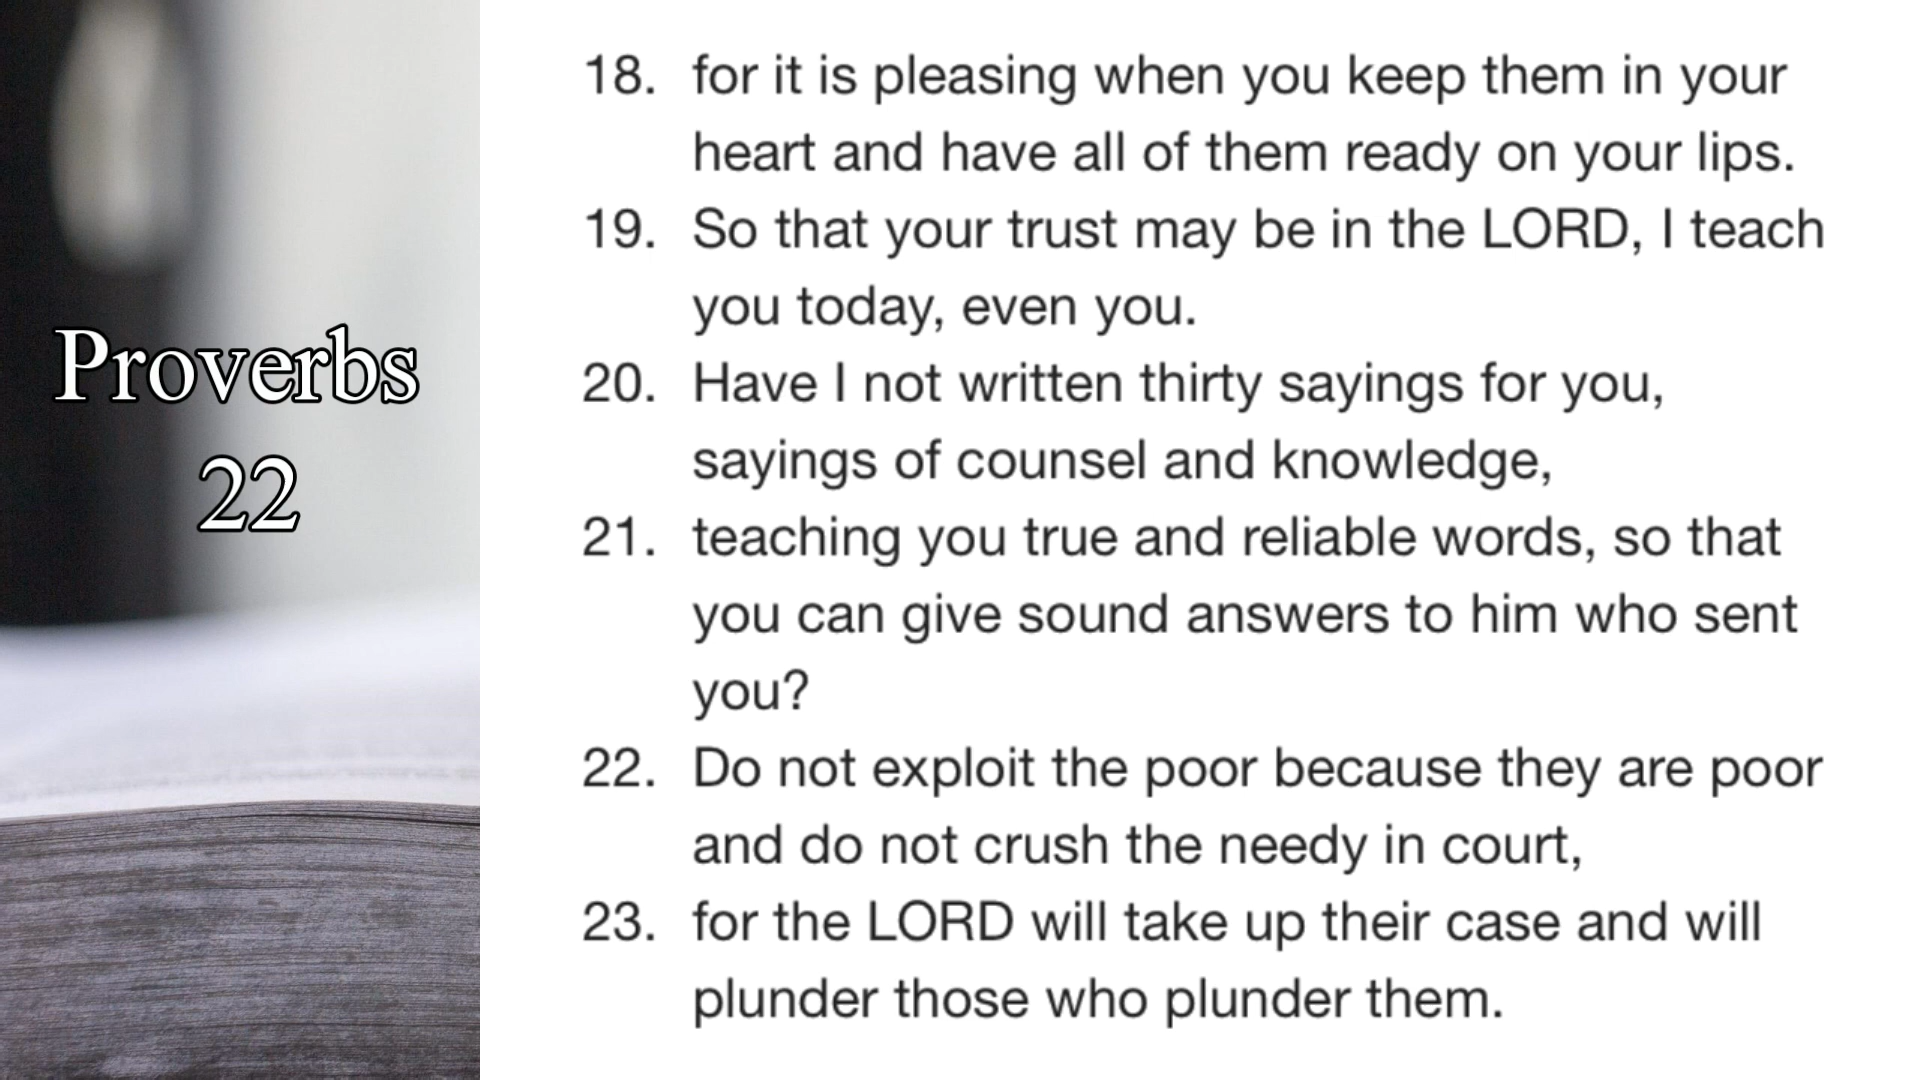 Proverbs
22
18. for it is pleasing when you keep them in your
heart and have all of them ready on your lips.
19. So that your trust may be in the LORD, I teach
you today, even you.
20. Have I not written thirty sayings for you,
sayings of counsel and knowledge,
21. teaching you true and reliable words, so that
you can give sound answers to him who sent
you?
22. Do not exploit the poor because they are poor
and do not crush the needy in court,
23. for the LORD will take up their case and will
plunder those who plunder them.